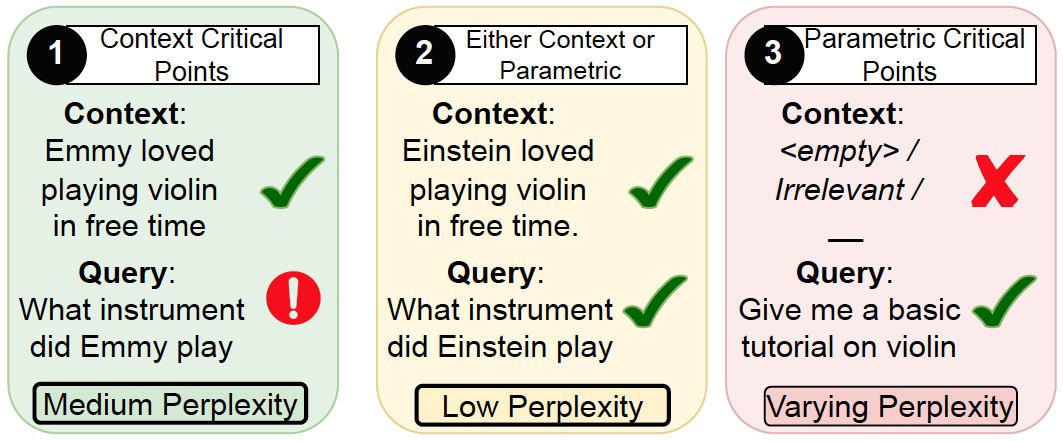 1
Context Critical
Points
Context:
Emmy loved
playing violin
in free time
Query:
What instrument
did Emmy play
Medium Perplexity
2
Either Context or
Parametric
Context:
Einstein loved
playing violin
in free time.
Query:
What instrument
did Einstein play
Low Perplexity
3
Parametric Critical
Points
Context:
<empty> /
Irrelevant /
__
Query:
Give me a basic
tutorial on violin
Varying Perplexity